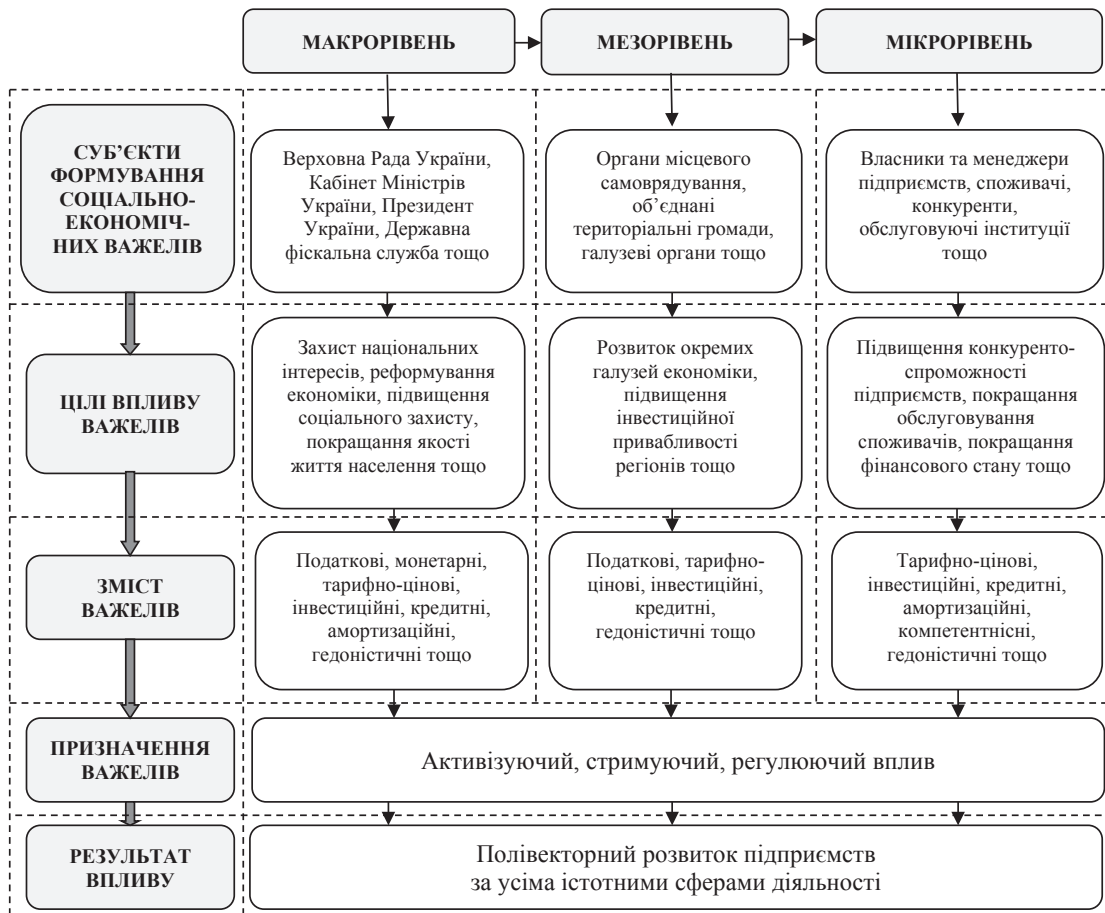 МАКРОРІВЕНЬ
МЕЗОРІВЕНЬ
МІКРОРІВЕНЬ
СУБ’ЄКТИ
ФОРМУВАННЯ
СОЦІАЛЬНО-
ЕКОНОМІЧ-
НИХ ВАЖЕЛІВ
Верховна Рада України,
Кабінет Міністрів
України, Президент
України, Державна
фіскальна служба тощо
Органи місцевого
самоврядування,
об’єднані
територіальні громади,
галузеві органи тощо
Власники та менеджери
підприємств, споживачі,
конкуренти,
обслуговуючі інституції
тощо
ЦІЛІ ВПЛИВУ
ВАЖЕЛІВ
Захист національних
інтересів, реформування
економіки, підвищення
соціального захисту,
покращання якості
життя населення тощо
Розвиток окремих
галузей економіки,
підвищення
інвестиційної
привабливості
регіонів тощо
Підвищення конкуренто-
спроможності
підприємств, покращання
обслуговування
споживачів, покращання
фінансового стану тощо
ЗМІСТ
ВАЖЕЛІВ
Податкові, монетарні,
тарифно-цінові,
інвестиційні, кредитні,
амортизаційні,
гедоністичні тощо
Податкові, тарифно-
цінові, інвестиційні,
кредитні,
гедоністичні тощо
Тарифно-цінові,
інвестиційні, кредитні,
амортизаційні,
компетентнісні,
гедоністичні тощо
ПРИЗНАЧЕННЯ
ВАЖЕЛІВ
Активізуючий, стримуючий, регулюючий вплив
РЕЗУЛЬТАТ
ВПЛИВУ
Полівекторний розвиток підприємств
за усіма істотними сферами діяльності